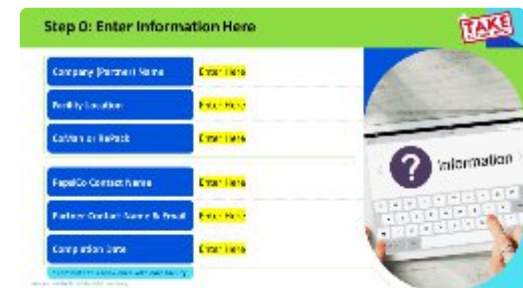 Step 0: Enter Information Here
TAKE
Company (Partner) Name
Enter Here
Facility Location
Enter Here
CoMan or RePack
Enter Here
PepsiCo Contact Name
Enter Here
Partner Contact Name & Email
Enter Here
Completion Date
Enter Here
? Information